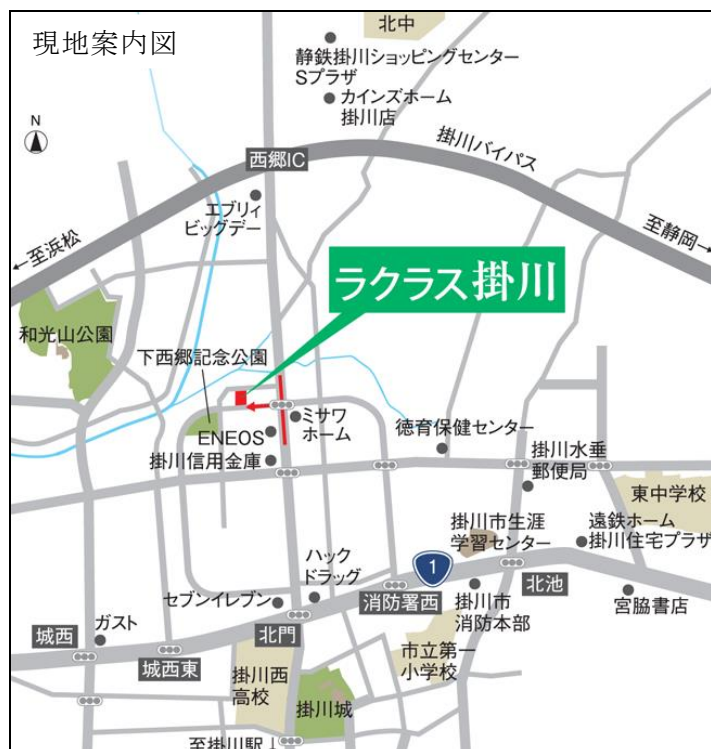 現地案内図
北中
静鉄掛川ショッピングセンター
Sプラザ
カインズホーム
掛川店
N
掛川バイパス
西郷IC
エブリィ
ビッグデー
←至浜松
至静岡→
ラクラス掛川
和光山公園
下西郷記念公園
ミサワ
ホーム
ENEOS
掛川信用金庫
徳育保健センター
掛川水垂
郵便局
東中学校
掛川市生涯
学習センター
遠鉄ホーム
掛川住宅プラザ
ハック
ドラッグ
1
セブンイレブン
消防署西
掛川市
消防本部
北池
宮脇書店
城西
ガスト
城西東
北門
市立第一
小学校
掛川西
高校
掛川城
至掛川駅↓